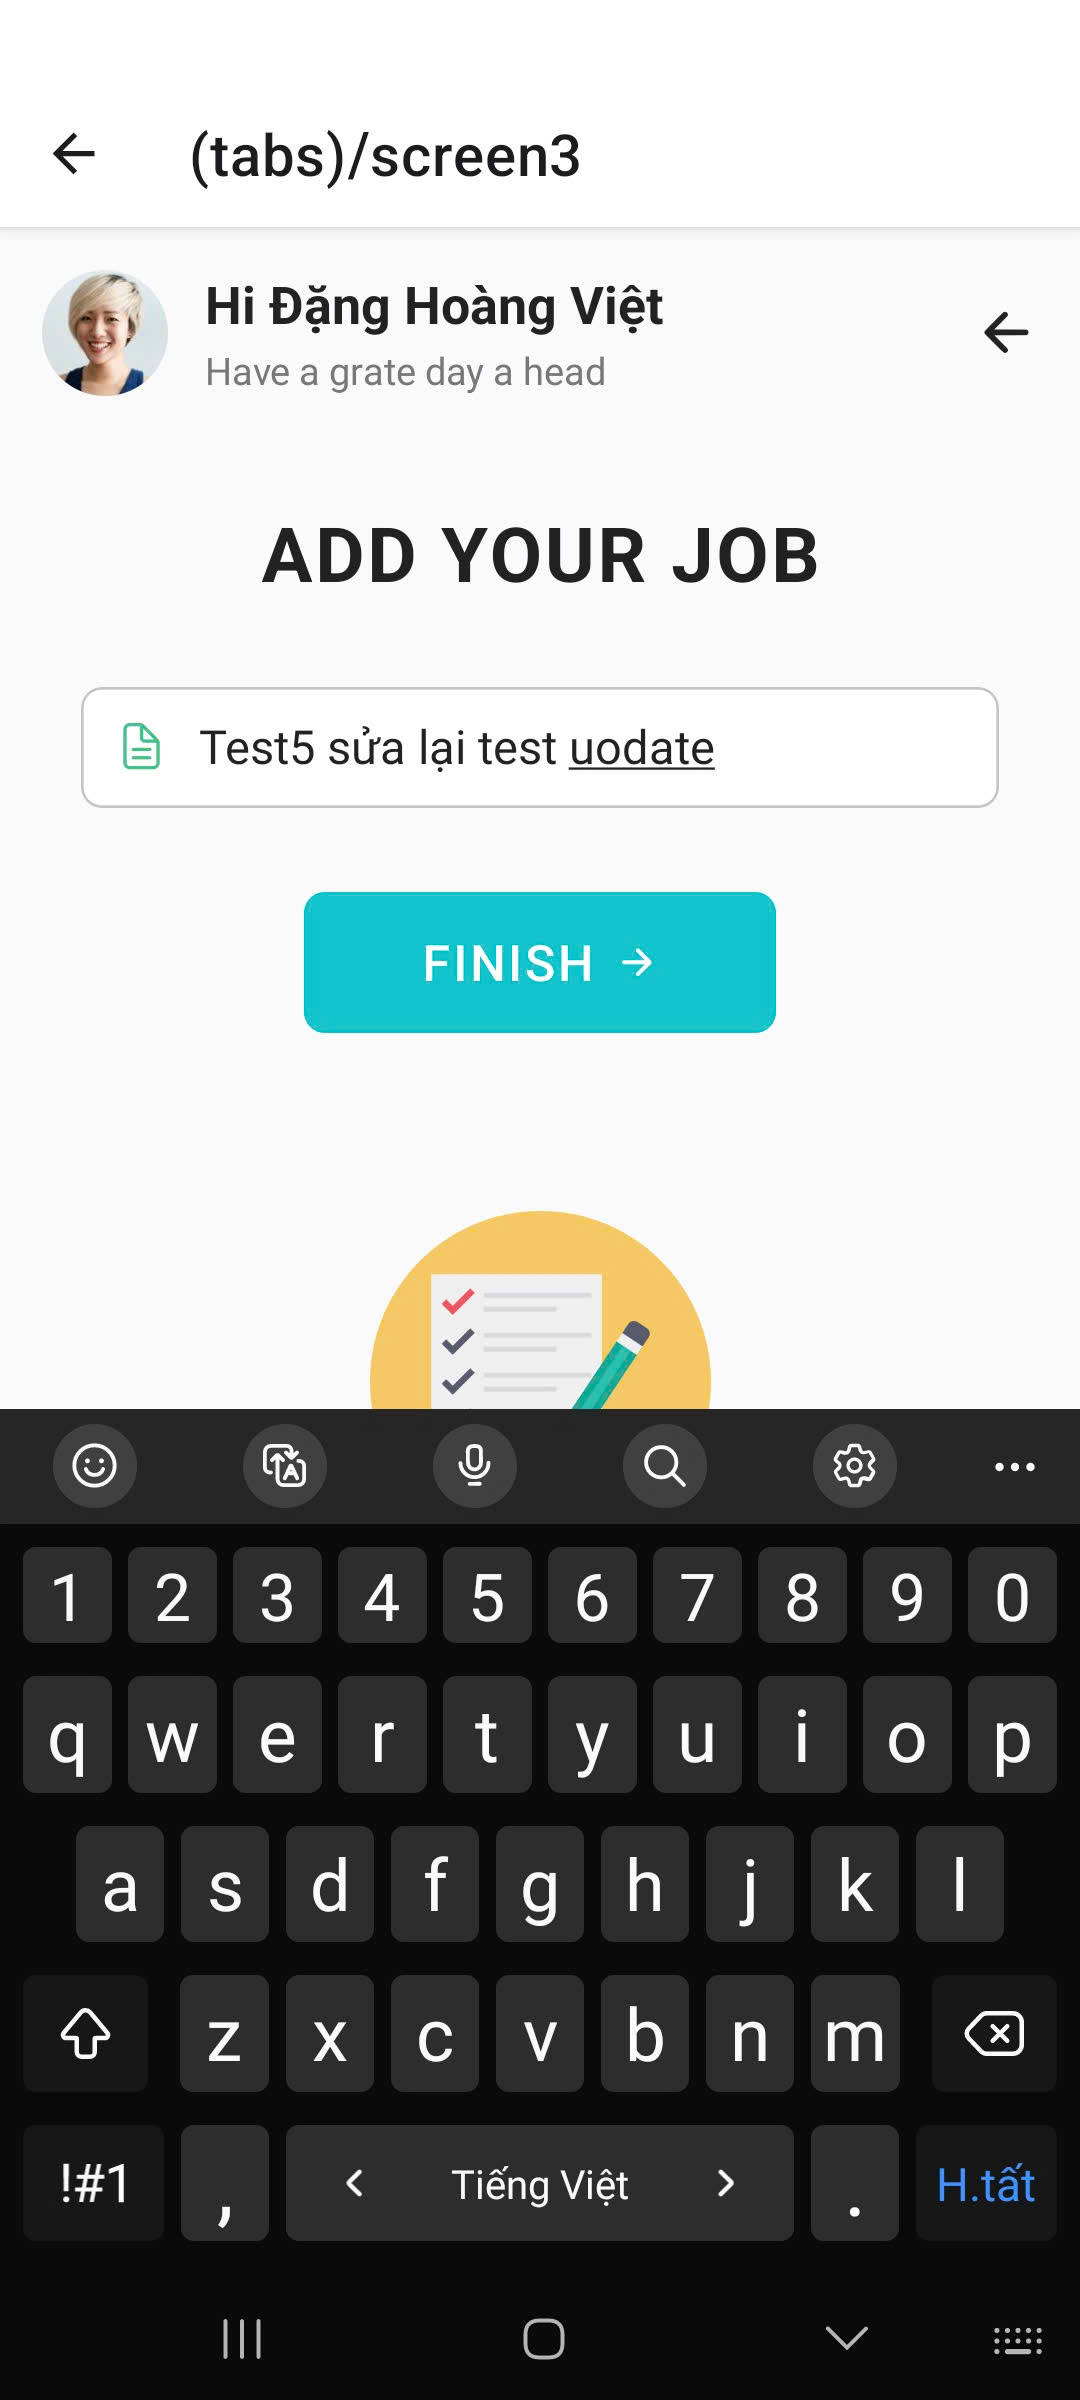 (tabs)/screen3
Hi Đặng Hoàng Việt
Have a grate day a head
ADD YOUR JOB
Test5 sửa lại test uodate
FINISH →
1 2 3 4 5 6 7 8 9 0
q w e r t y u i o p
a s d f g h j k l
z x c v b n m
!#1 , < Tiếng Việt > . H.tất